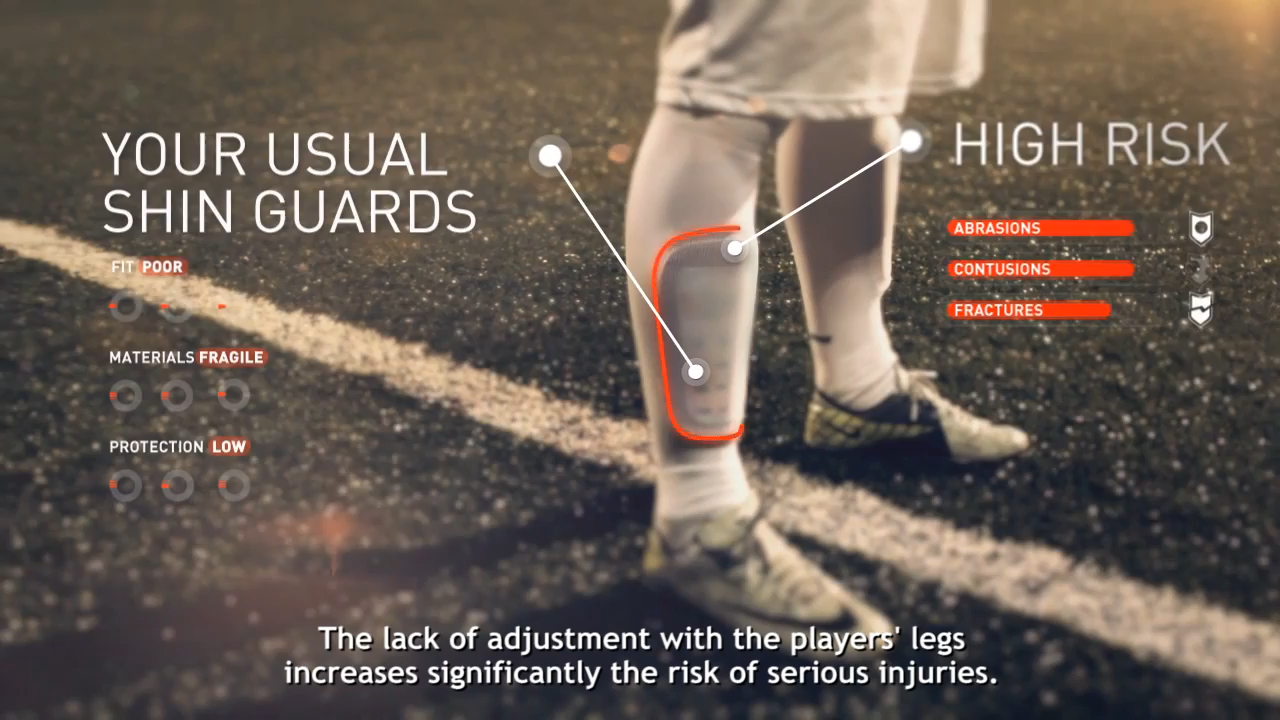 YOUR USUAL
SHIN GUARDS
FIT POOR
MATERIALS FRAGILE
PROTECTION LOW
HIGH RISK
ABRASIONS
CONTUSIONS
FRACTURES
The lack of adjustment with the players' legs
increases significantly the risk of serious injuries.